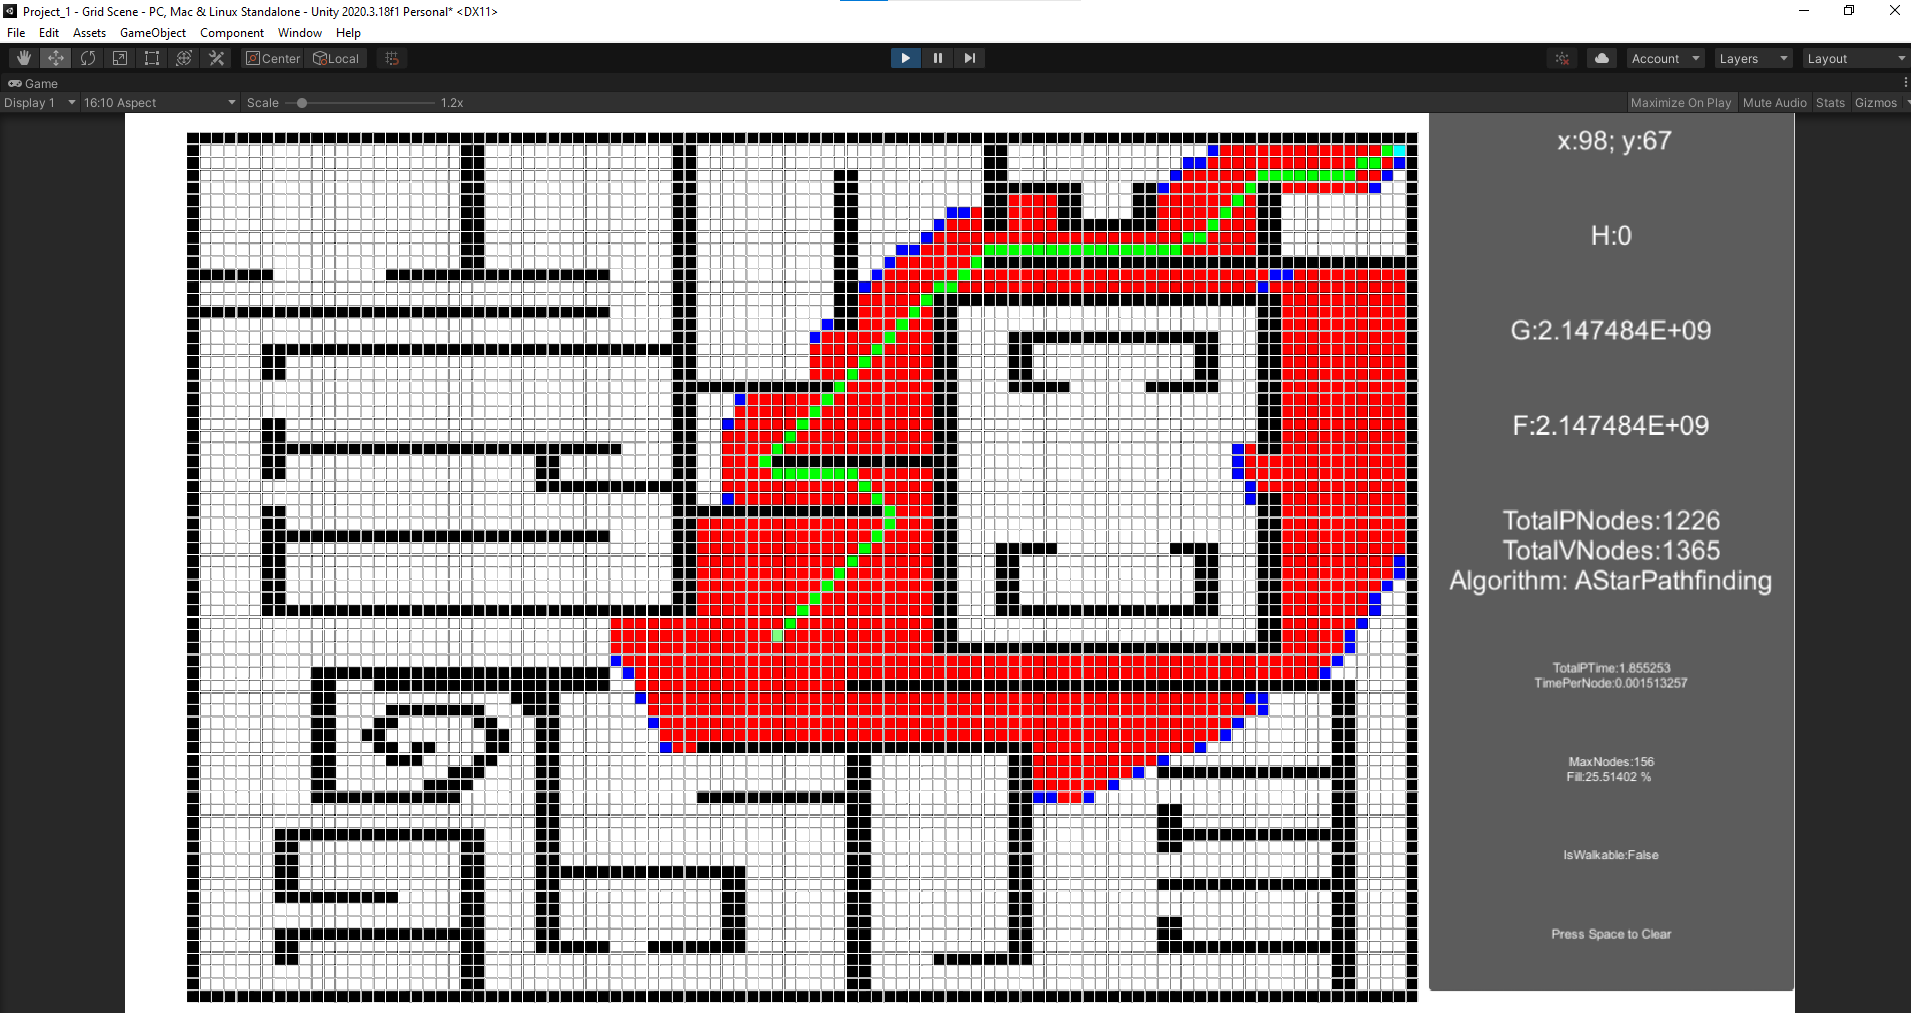 Project_1 - Grid Scene - PC, Mac & Linux Standalone - Unity 2020.3.18f1 Personal* <DX11>
File Edit Assets GameObject Component Window Help
Center Local Account Layers Layout
Game
Display 1 16:10 Aspect Scale 1.2x Maximize On Play Mute Audio Stats Gizmos
x:98; y:67
H:0
G:2.147484E+09
F:2.147484E+09
TotalPNodes:1226
TotalVNodes:1365
Algorithm: AStarPathfinding
TotalPTime:1.855253
TimePerNode:0.001513257
MaxNodes:156
Fill:25.51402 %
IsWalkable:False
Press Space to Clear